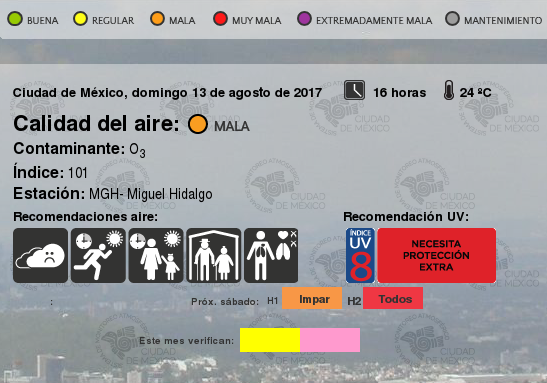 BUENA REGULAR MALA MUY MALA EXTREMADAMENTE MALA MANTENIMIENTO
Ciudad de México, domingo 13 de agosto de 2017 16 horas 24 ºC
Calidad del aire: MALA
Contaminante: O3
Índice: 101
Estación: MGH- Miguel Hidalgo
Recomendaciones aire: Recomendación UV:
ÍNDICE
UV
8
NECESITA
PROTECCIÓN
EXTRA
: Próx. sábado: H1 Impar H2 Todos
Este mes verifican:
CIUDAD
DE MÉXICO